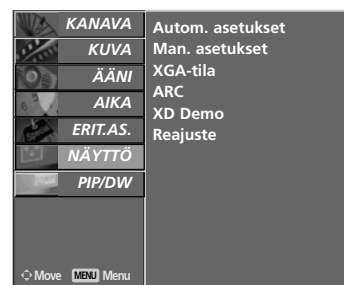 KANAVA
KUVA
ÄÄNI
AIKA
ERIT.AS.
NÄYTTÖ
PIP/DW
Move MENU Menu
Autom. asetukset
Man. asetukset
XGA-tila
ARC
XD Demo
Reajuste